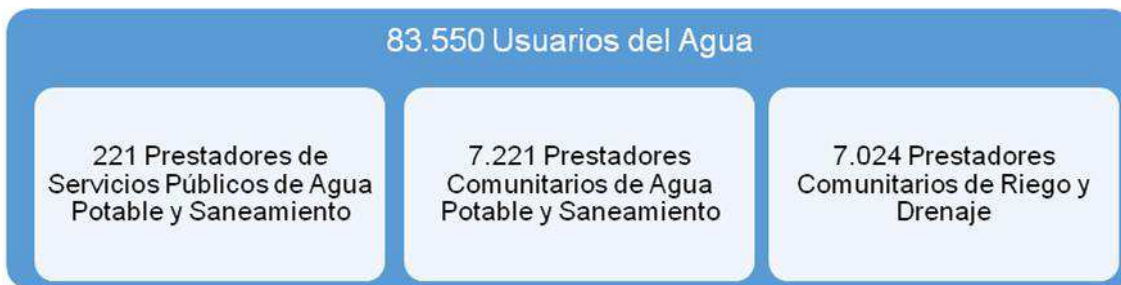 83.550 Usuarios del Agua
221 Prestadores de
Servicios Públicos de Agua
Potable y Saneamiento
7.221 Prestadores
Comunitarios de Agua
Potable y Saneamiento
7.024 Prestadores
Comunitarios de Riego y
Drenaje